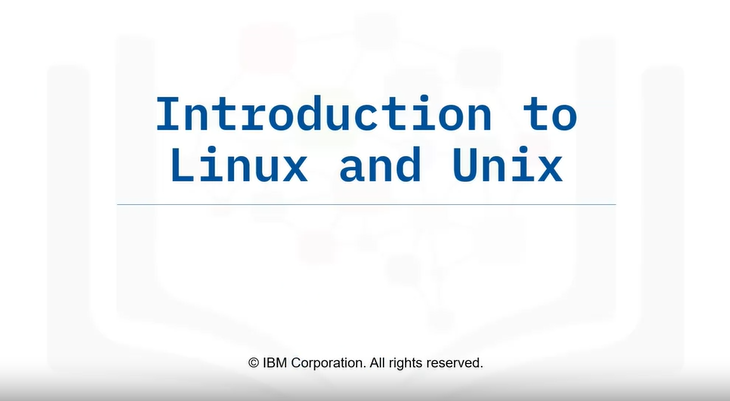 Introduction to
Linux and Unix
© IBM Corporation. All rights reserved.